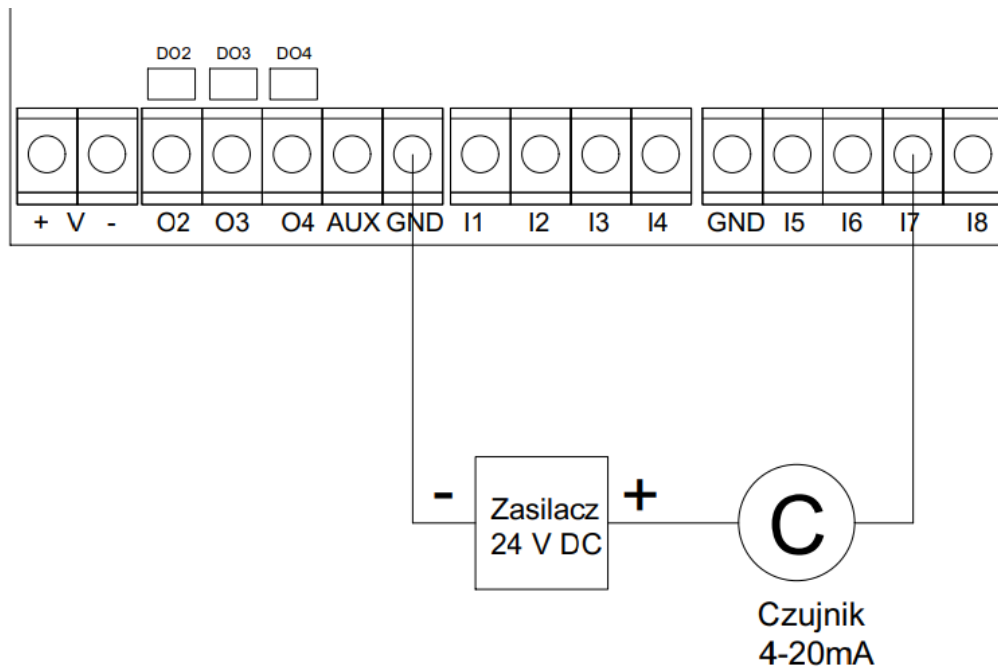 DO2 DO3 DO4
+ V - O2 O3 O4 AUX GND I1 I2 I3 I4 GND I5 I6 I7 I8
- +
Zasilacz
24 V DC
C
Czujnik
4-20mA